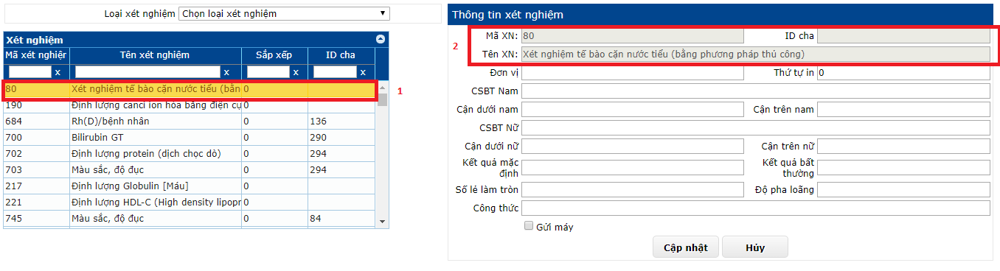 Loại xét nghiệm Chọn loại xét nghiệm
Xét nghiệm
Mã xét nghiệr Tên xét nghiệm Sắp xếp ID cha
x x x x
80 Xét nghiệm tế bào cặn nước tiểu (bằn 0
190 Định lượng canci ion hóa bằng điện cự 0
684 Rh(D)/bệnh nhân 0 136
700 Bilirubin GT 0 290
702 Định lượng protein (dịch chọc dò) 0 294
703 Màu sắc, độ đục 0 294
217 Định lượng Globulin [Máu] 0
221 Định lượng HDL-C (High density lipopr 0
745 Màu sắc, độ đục 0 84
1
Thông tin xét nghiệm
2
Mã XN: 80 ID cha
Tên XN: Xét nghiệm tế bào cặn nước tiểu (bằng phương pháp thủ công)
Đơn vị Thứ tự in 0
CSBT Nam
Cận dưới nam Cận trên nam
CSBT Nữ
Cận dưới nữ Cận trên nữ
Kết quả mặc định Kết quả bất thường
Số lẻ làm tròn Độ pha loãng
Công thức
Gửi máy
Cập nhật Hủy